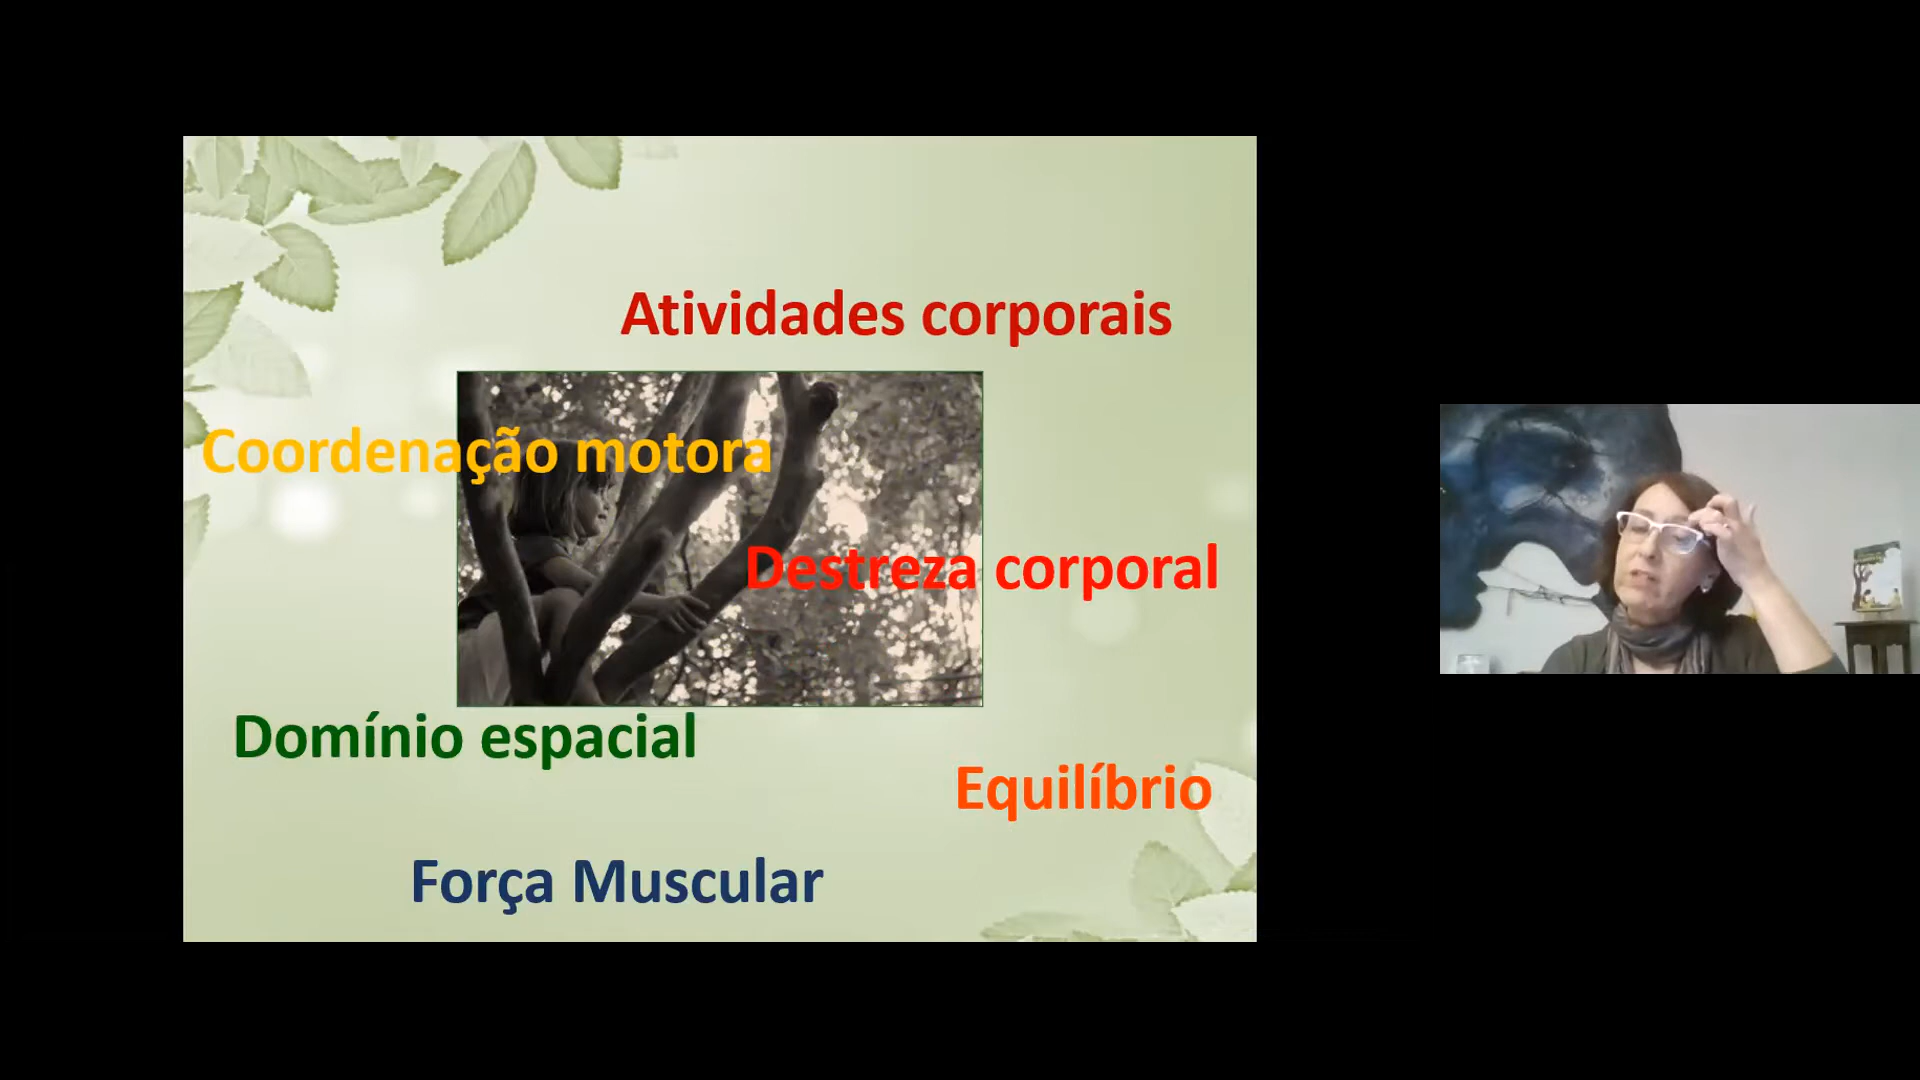 Atividades corporais
Coordenação motora
Destreza corporal
Domínio espacial
Equilíbrio
Força Muscular